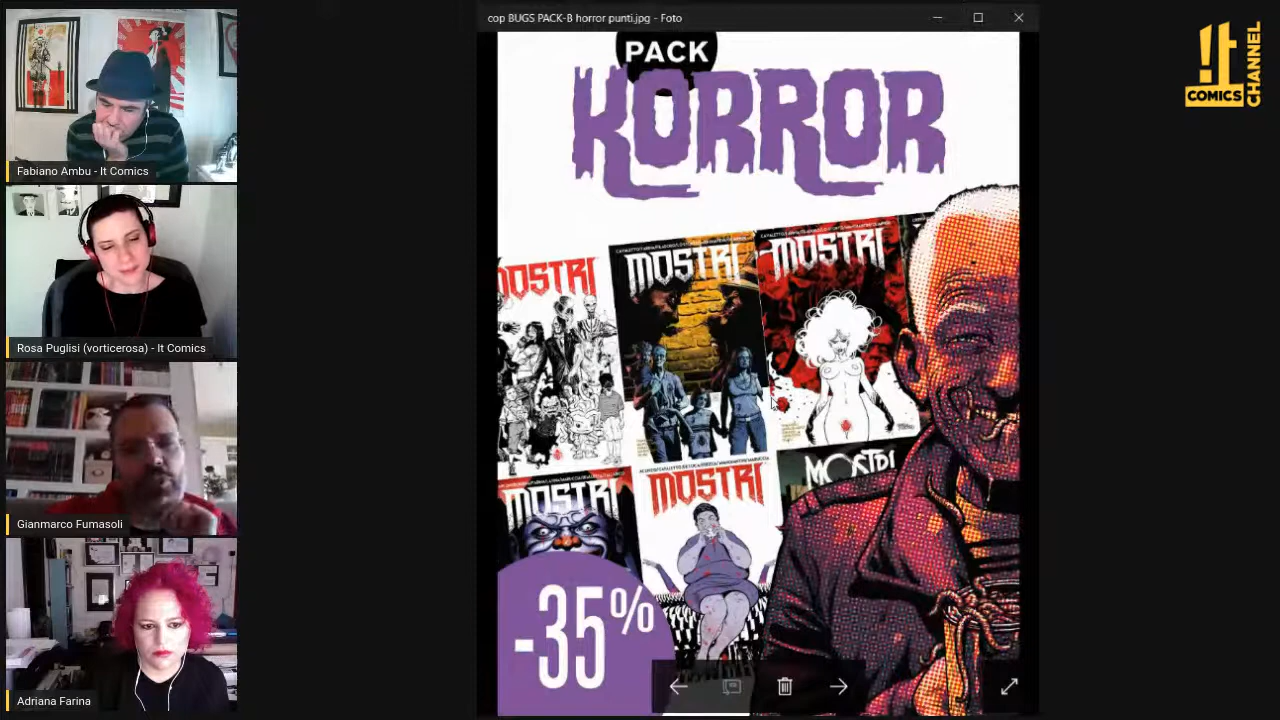 Fabiano Ambu - It Comics
Rosa Puglisi (vorticerosa) - It Comics
Gianmarco Fumasoli
Adriana Farina
cop BUGS PACK-B horror punti.jpg - Foto
PACK
HORROR
MOSTRI
MOSTRI
MOSTRI
MOSTRI
MOSTRI
-35%
!t
COMICS
CHANNEL